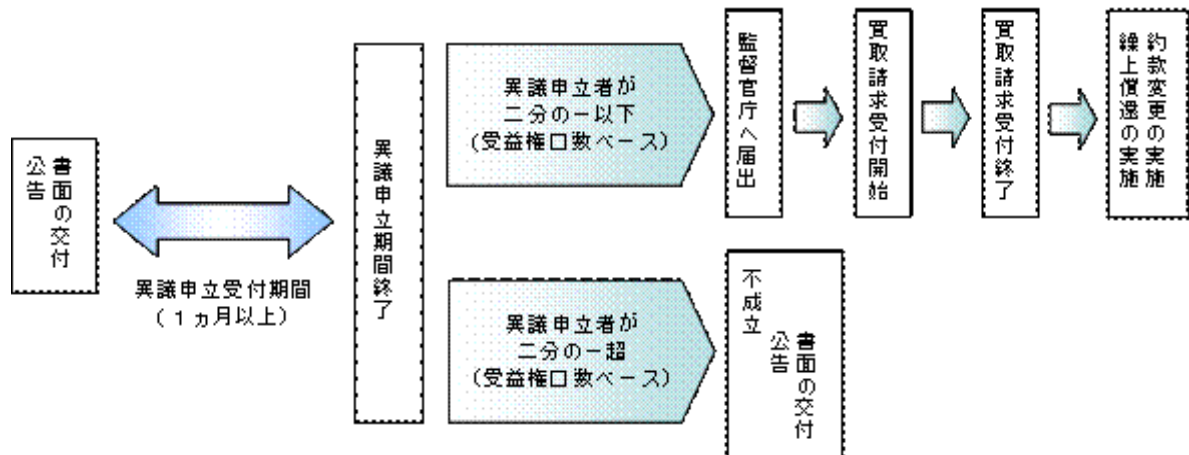 書面の交付
公告
異議申立受付期間
(1ヵ月以上)
異議申立期間終了
異議申立者が
二分の一以下
(受益権口数ベース)
監督官庁へ届出
買取請求受付開始
買取請求受付終了
約款変更の実施
繰上償還の実施
異議申立者が
二分の一超
(受益権口数ベース)
不成立
書面の交付
公告